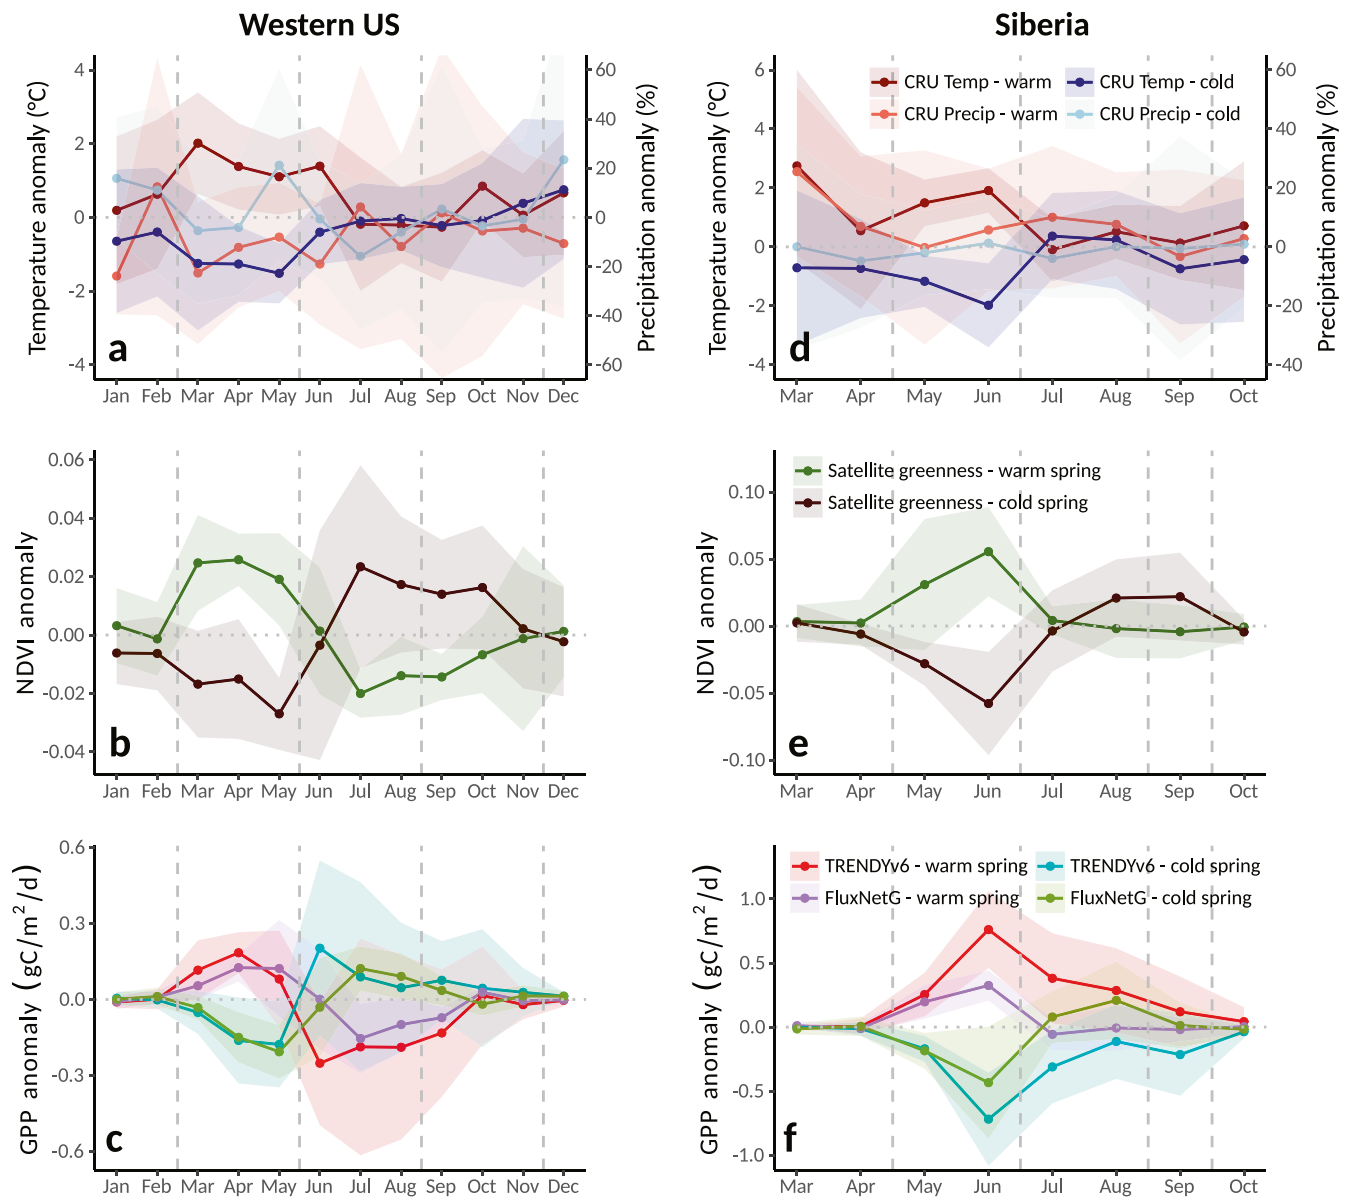 Western US
Siberia
4
2
0
-2
-4
Temperature anomaly (°C)
60
40
20
0
-20
-40
-60
Precipitation anomaly (%)
a
Jan Feb Mar Apr May Jun Jul Aug Sep Oct Nov Dec
6
4
2
0
-2
-4
Temperature anomaly (°C)
60
40
20
0
-20
-40
Precipitation anomaly (%)
CRU Temp - warm
CRU Temp - cold
CRU Precip - warm
CRU Precip - cold
d
Mar Apr May Jun Jul Aug Sep Oct
0.06
0.04
0.02
0.00
-0.02
-0.04
NDVI anomaly
b
Jan Feb Mar Apr May Jun Jul Aug Sep Oct Nov Dec
0.10
0.05
0.00
-0.05
-0.10
NDVI anomaly
Satellite greenness - warm spring
Satellite greenness - cold spring
e
Mar Apr May Jun Jul Aug Sep Oct
0.6
0.3
0.0
-0.3
-0.6
GPP anomaly (gC/m²/d)
c
Jan Feb Mar Apr May Jun Jul Aug Sep Oct Nov Dec
1.0
0.5
0.0
-0.5
-1.0
GPP anomaly (gC/m²/d)
TRENDYv6 - warm spring
TRENDYv6 - cold spring
FluxNetG - warm spring
FluxNetG - cold spring
f
Mar Apr May Jun Jul Aug Sep Oct